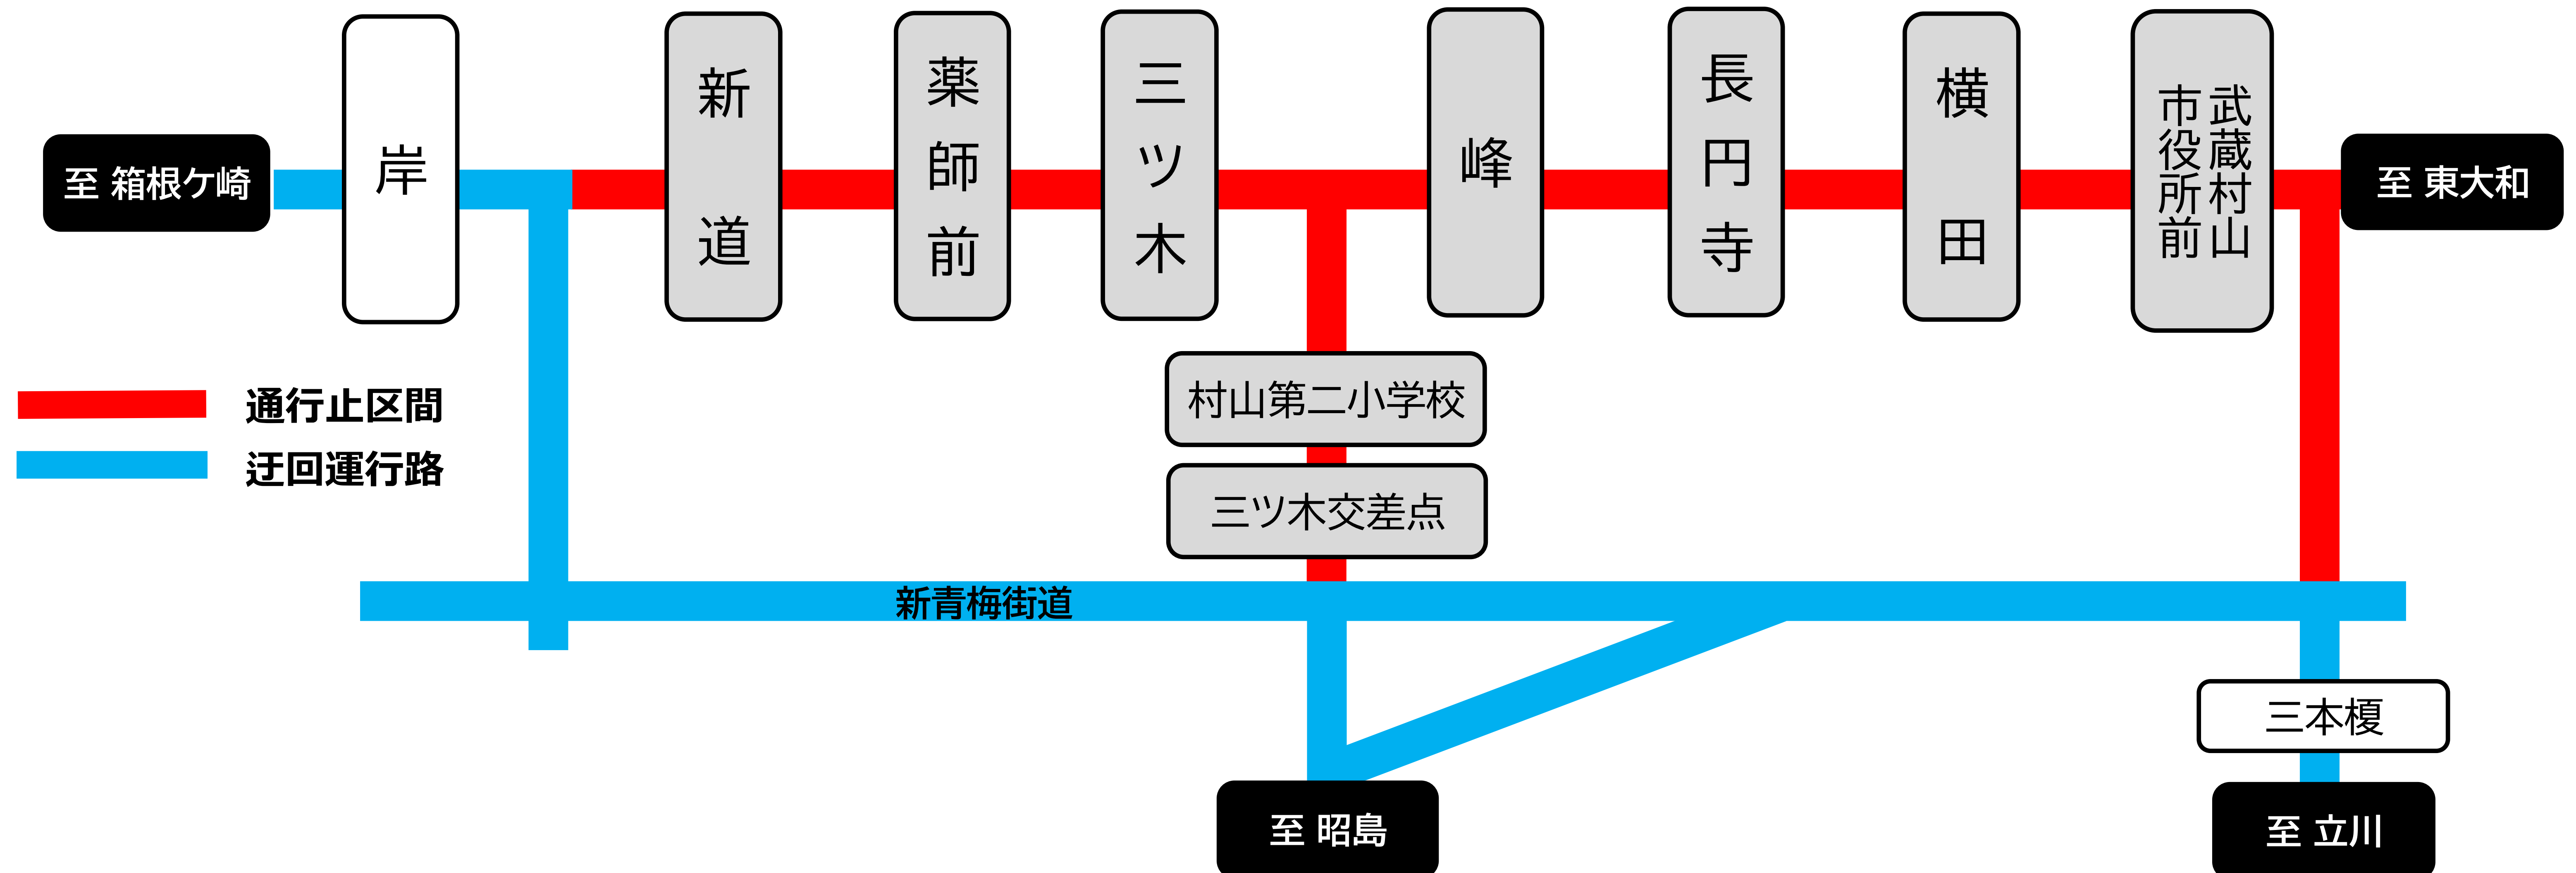 至 箱根ケ崎
岸
新道
薬師前
三ツ木
峰
長円寺
横田
武蔵村山
市役所前
至 東大和
村山第二小学校
三ツ木交差点
通行止区間
迂回運行路
新青梅街道
三本榎
至 昭島
至 立川